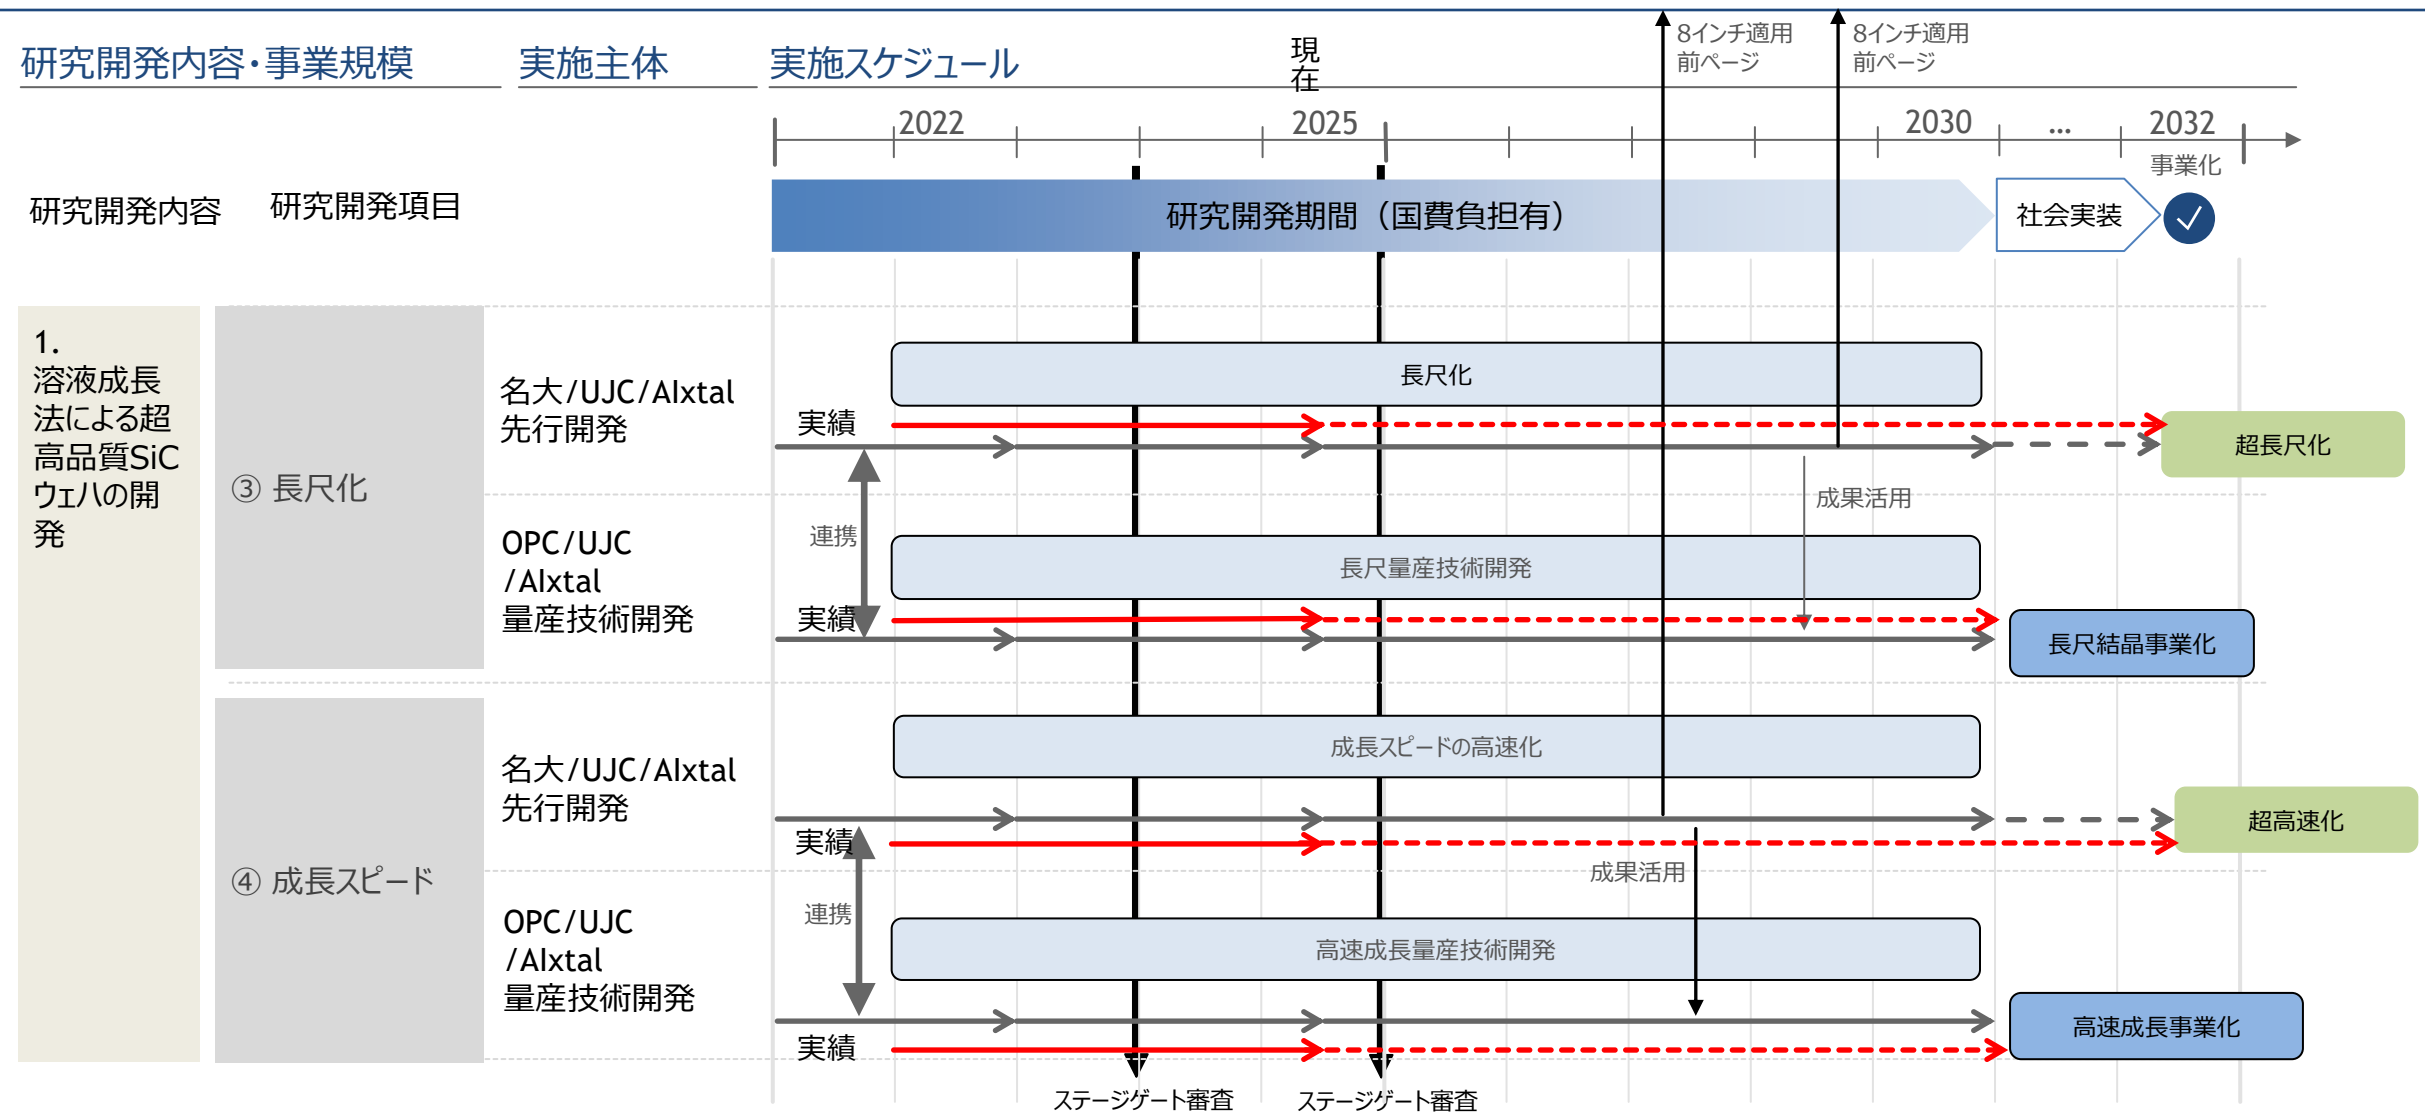 研究開発内容・事業規模
実施主体
実施スケジュール
現
在
8インチ適用
前ページ
8インチ適用
前ページ
2022
2025
2030
...
2032
事業化
研究開発内容
研究開発項目
研究開発期間（国費負担有）
社会実装
1.
溶液成長
法による超
高品質SiC
ウェハの開
発
③ 長尺化
名大/UJC/AIxtal
先行開発
長尺化
実績
超長尺化
連携
成果活用
OPC/UJC
/AIxtal
量産技術開発
長尺量産技術開発
実績
長尺結晶事業化
④ 成長スピード
名大/UJC/AIxtal
先行開発
成長スピードの高速化
実績
超高速化
連携
成果活用
OPC/UJC
/AIxtal
量産技術開発
高速成長量産技術開発
実績
高速成長事業化
ステージゲート審査
ステージゲート審査